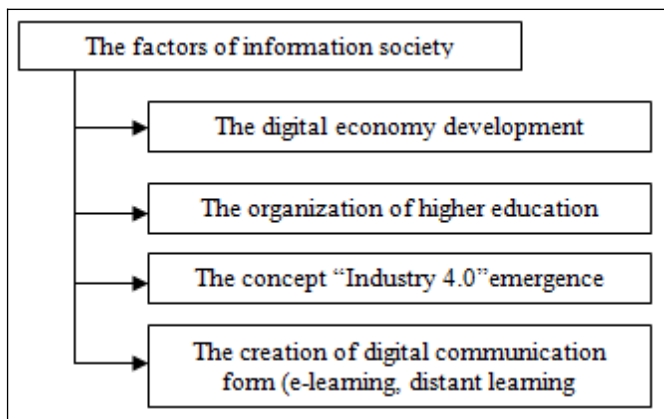 The factors of information society
The digital economy development
The organization of higher education
The concept “Industry 4.0”emergence
The creation of digital communication
form (e-learning, distant learning